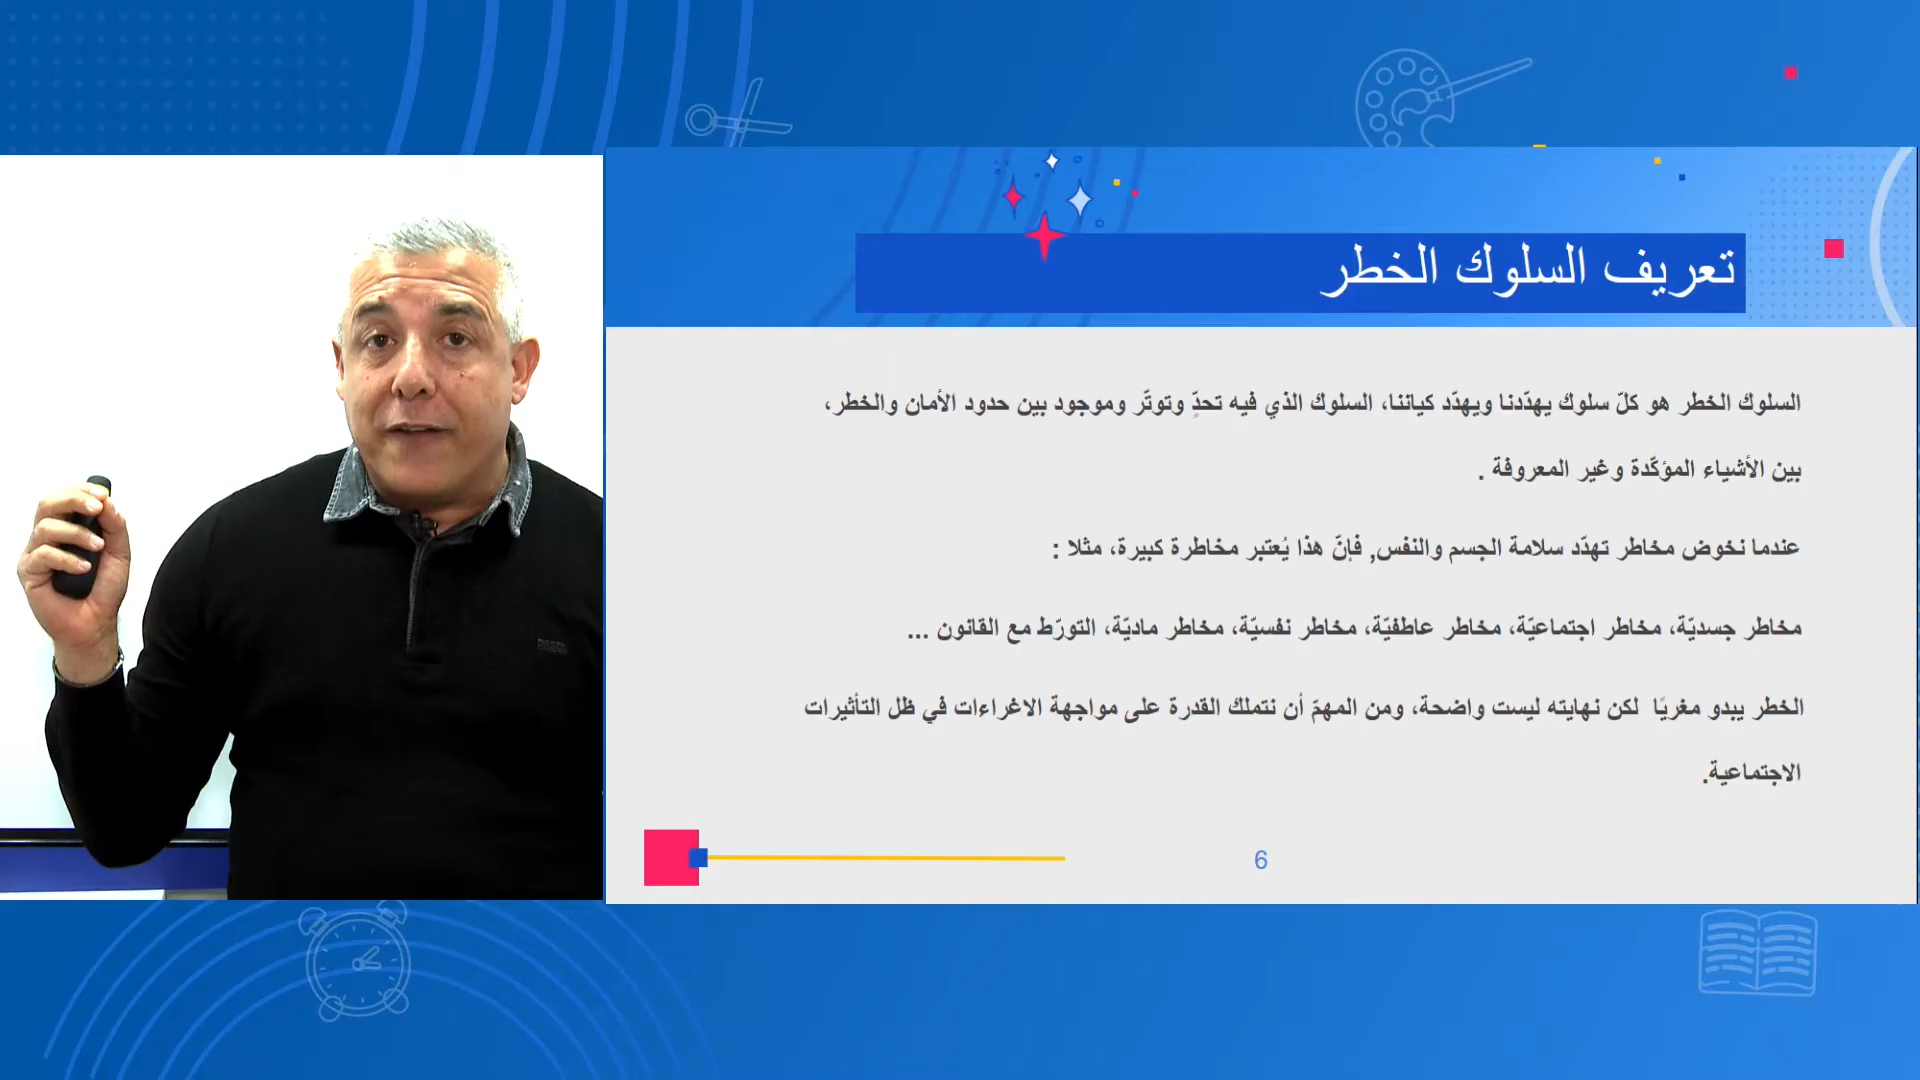 تعريف السلوك الخطر
السلوك الخطر هو كلّ سلوك يهدّدنا ويهدّد كياننا، السلوك الذي فيه تحدٍّ وتوتّر وموجود بين حدود الأمان والخطر،
بين الأشياء المؤكّدة وغير المعروفة .
عندما نخوض مخاطر تهدّد سلامة الجسم والنفس, فإنّ هذا يُعتبر مخاطرة كبيرة، مثلا :
مخاطر جسديّة، مخاطر اجتماعيّة، مخاطر عاطفيّة، مخاطر نفسيّة، مخاطر ماديّة، التورّط مع القانون ...
الخطر يبدو مغريًا لكن نهايته ليست واضحة، ومن المهمّ أن نتملك القدرة على مواجهة الاغراءات في ظل التأثيرات
الاجتماعية.
6